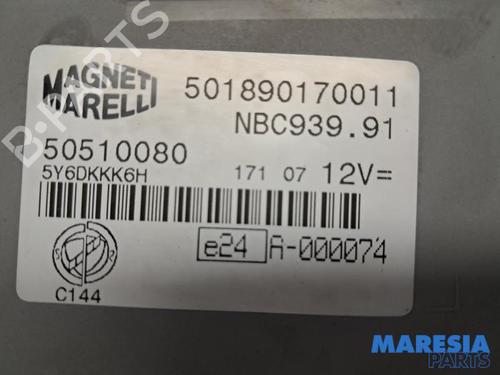 B-PARTS
MAGNETI MARELLI
501890170011
NBC939.91
50510080
5Y6DKKK6H
171 07 12V=
e24 A-000074
C144
MARESIA
PARTS